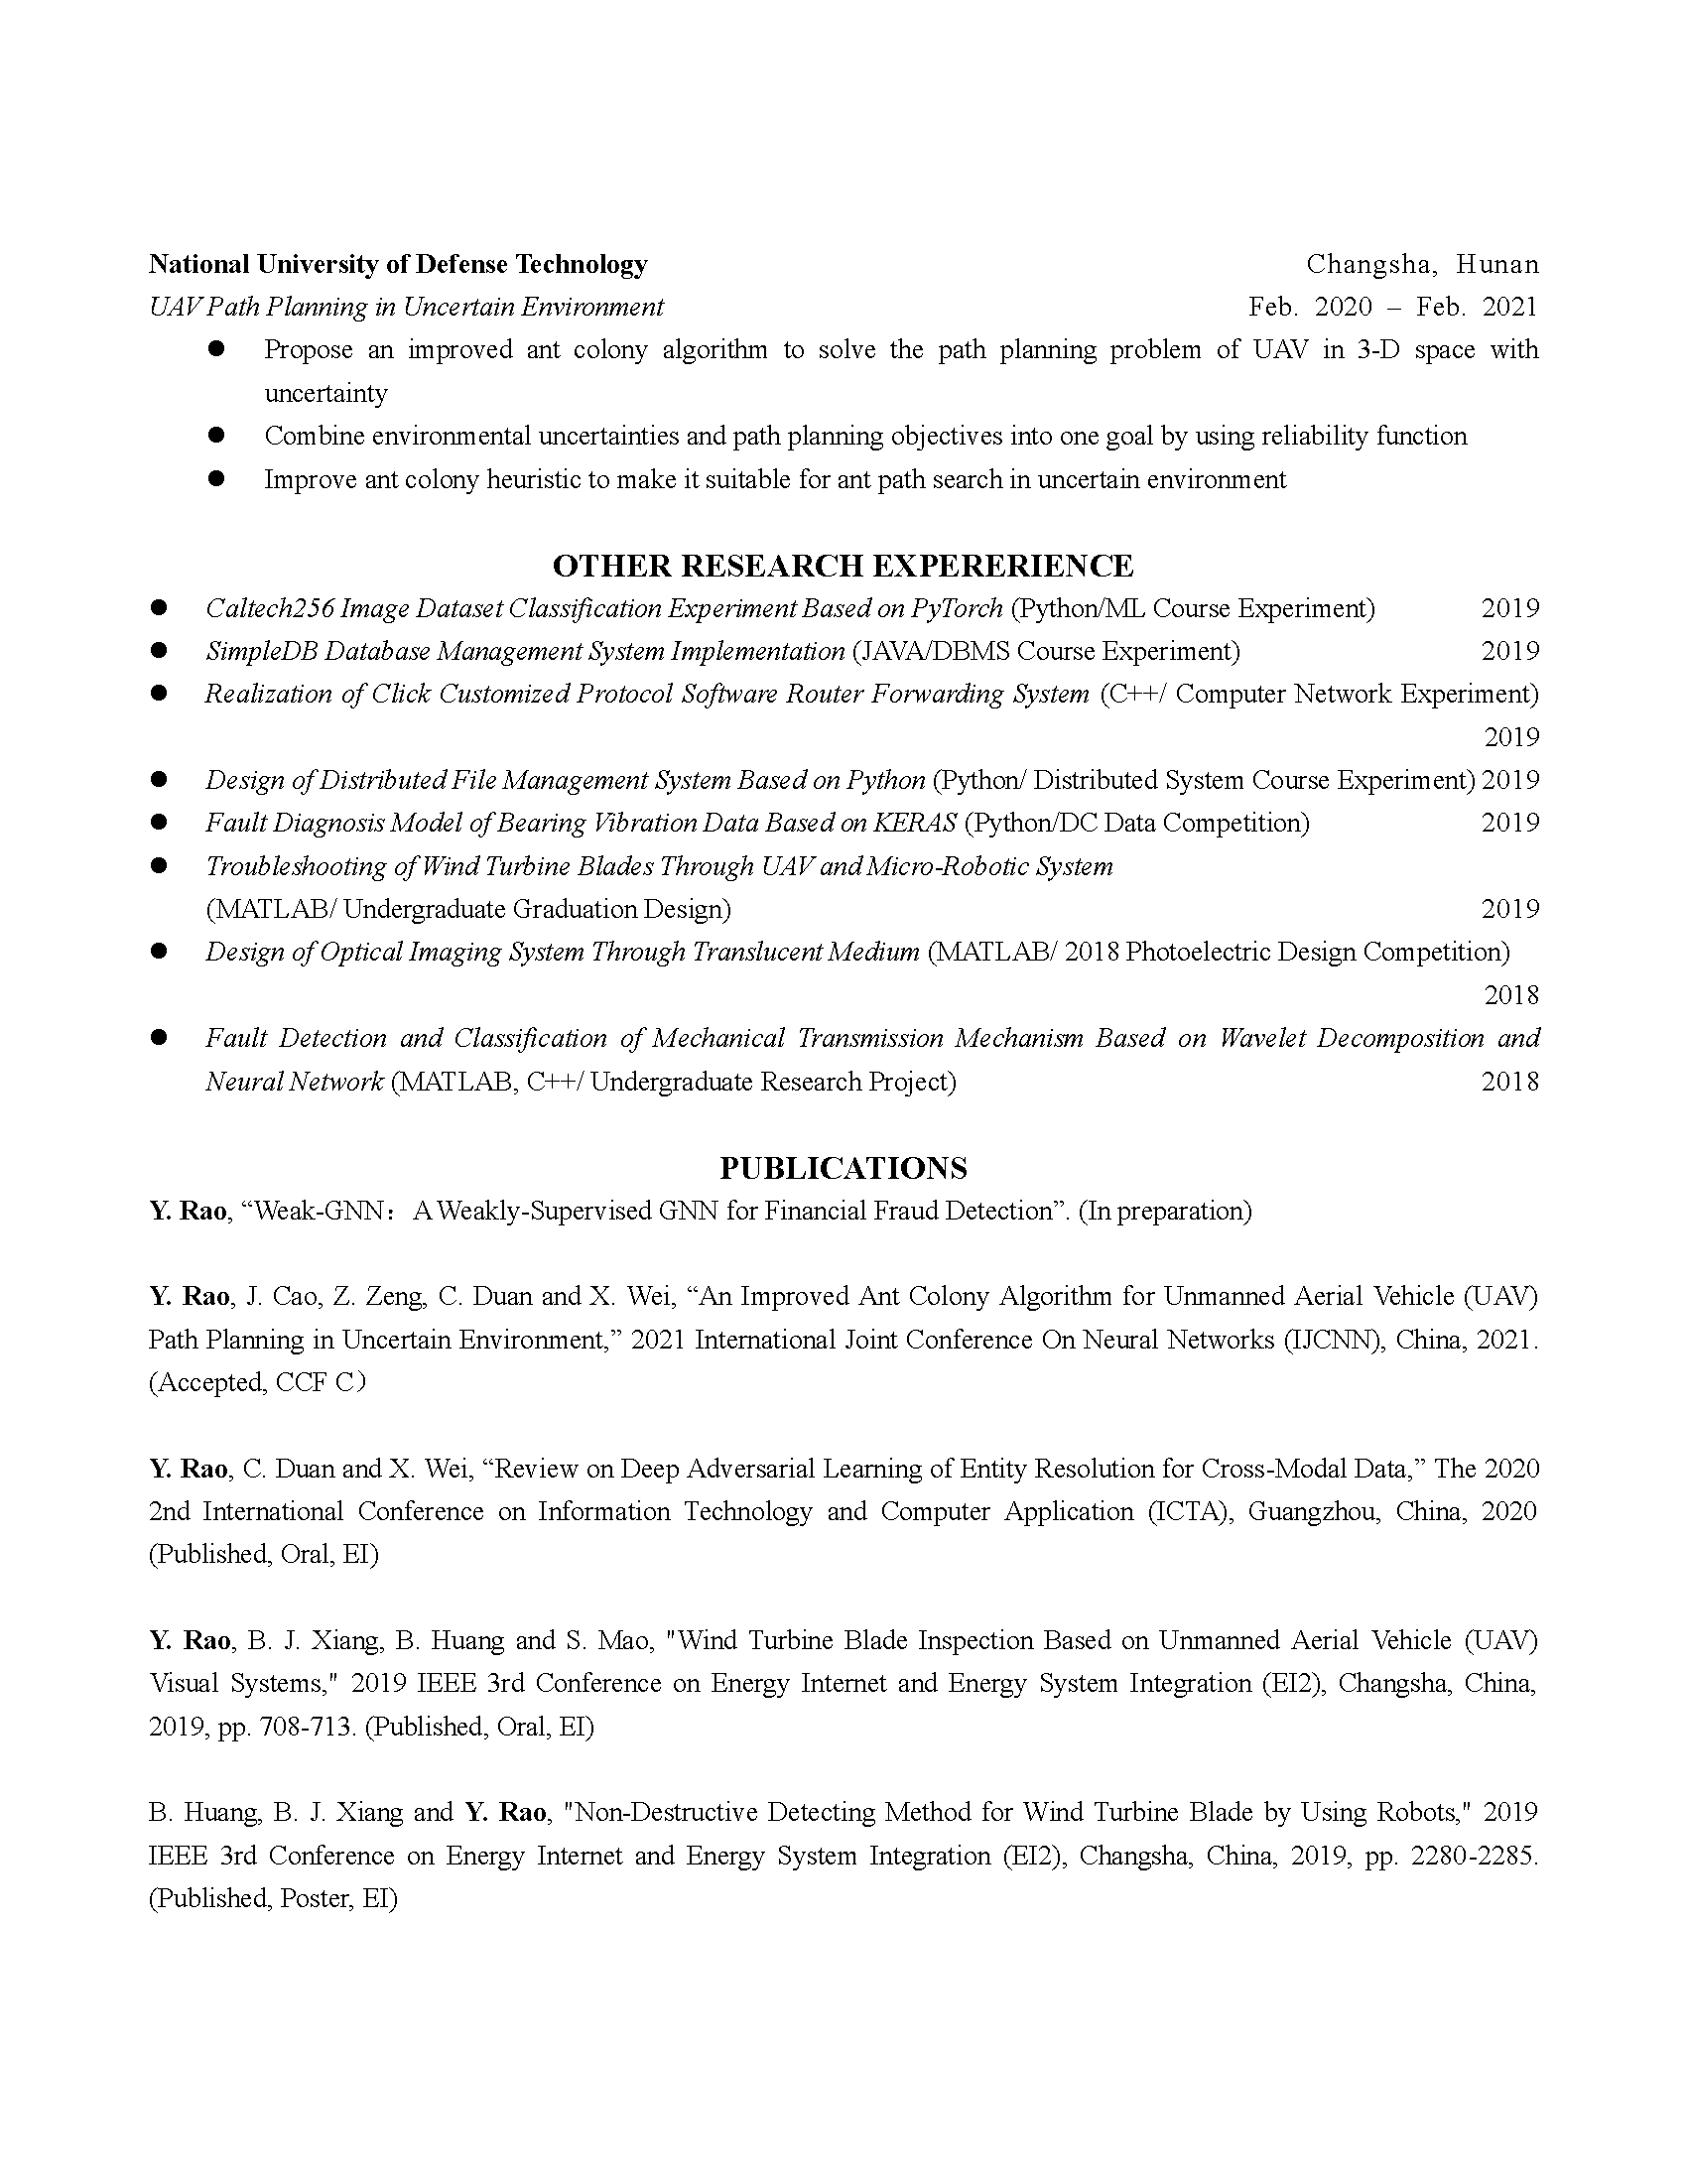 National University of Defense Technology Changsha, Hunan
UAV Path Planning in Uncertain Environment Feb. 2020 – Feb. 2021
● Propose an improved ant colony algorithm to solve the path planning problem of UAV in 3-D space with
uncertainty
● Combine environmental uncertainties and path planning objectives into one goal by using reliability function
● Improve ant colony heuristic to make it suitable for ant path search in uncertain environment
OTHER RESEARCH EXPERERIENCE
● Caltech256 Image Dataset Classification Experiment Based on PyTorch (Python/ML Course Experiment) 2019
● SimpleDB Database Management System Implementation (JAVA/DBMS Course Experiment) 2019
● Realization of Click Customized Protocol Software Router Forwarding System (C++/ Computer Network Experiment)
2019
● Design of Distributed File Management System Based on Python (Python/ Distributed System Course Experiment) 2019
● Fault Diagnosis Model of Bearing Vibration Data Based on KERAS (Python/DC Data Competition) 2019
● Troubleshooting of Wind Turbine Blades Through UAV and Micro-Robotic System
(MATLAB/ Undergraduate Graduation Design) 2019
● Design of Optical Imaging System Through Translucent Medium (MATLAB/ 2018 Photoelectric Design Competition)
2018
● Fault Detection and Classification of Mechanical Transmission Mechanism Based on Wavelet Decomposition and
Neural Network (MATLAB, C++/ Undergraduate Research Project) 2018
PUBLICATIONS
Y. Rao, “Weak-GNN：A Weakly-Supervised GNN for Financial Fraud Detection”. (In preparation)
Y. Rao, J. Cao, Z. Zeng, C. Duan and X. Wei, “An Improved Ant Colony Algorithm for Unmanned Aerial Vehicle (UAV)
Path Planning in Uncertain Environment,” 2021 International Joint Conference On Neural Networks (IJCNN), China, 2021.
(Accepted, CCF C）
Y. Rao, C. Duan and X. Wei, “Review on Deep Adversarial Learning of Entity Resolution for Cross-Modal Data,” The 2020
2nd International Conference on Information Technology and Computer Application (ICTA), Guangzhou, China, 2020
(Published, Oral, EI)
Y. Rao, B. J. Xiang, B. Huang and S. Mao, "Wind Turbine Blade Inspection Based on Unmanned Aerial Vehicle (UAV)
Visual Systems," 2019 IEEE 3rd Conference on Energy Internet and Energy System Integration (EI2), Changsha, China,
2019, pp. 708-713. (Published, Oral, EI)
B. Huang, B. J. Xiang and Y. Rao, "Non-Destructive Detecting Method for Wind Turbine Blade by Using Robots," 2019
IEEE 3rd Conference on Energy Internet and Energy System Integration (EI2), Changsha, China, 2019, pp. 2280-2285.
(Published, Poster, EI)